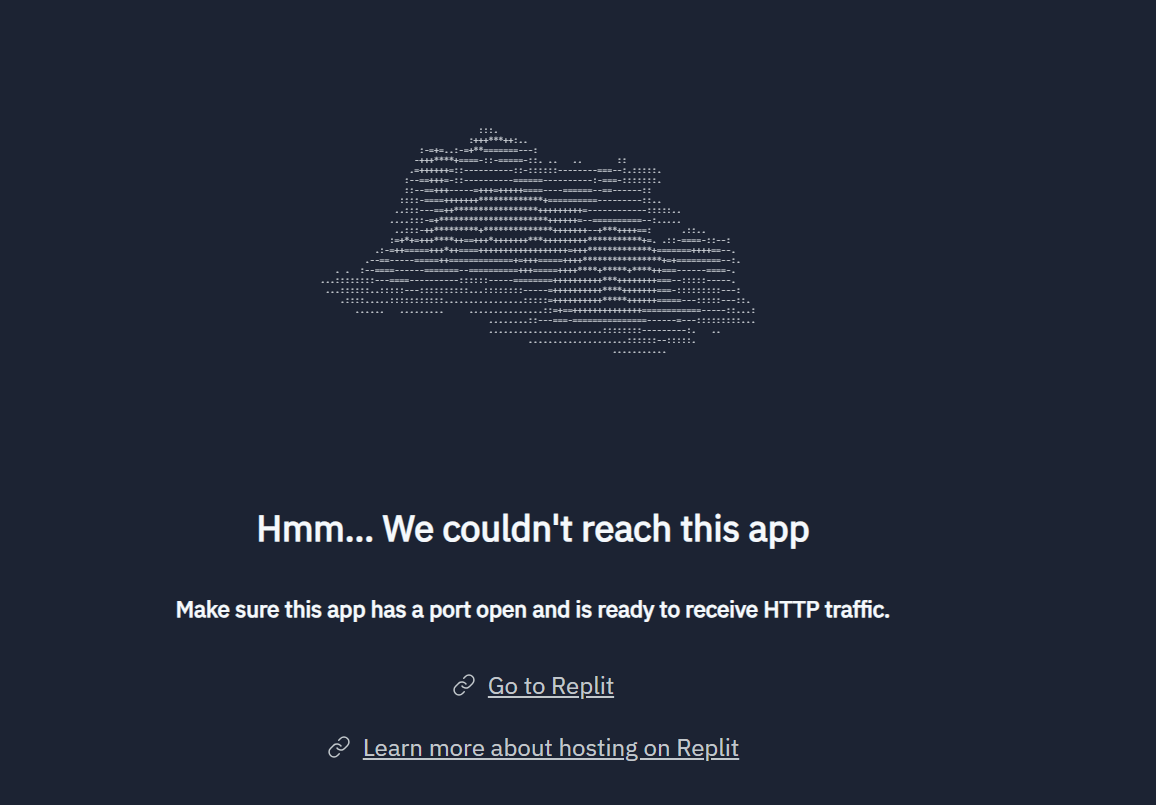 Hmm... We couldn't reach this app
Make sure this app has a port open and is ready to receive HTTP traffic.
Go to Replit
Learn more about hosting on Replit